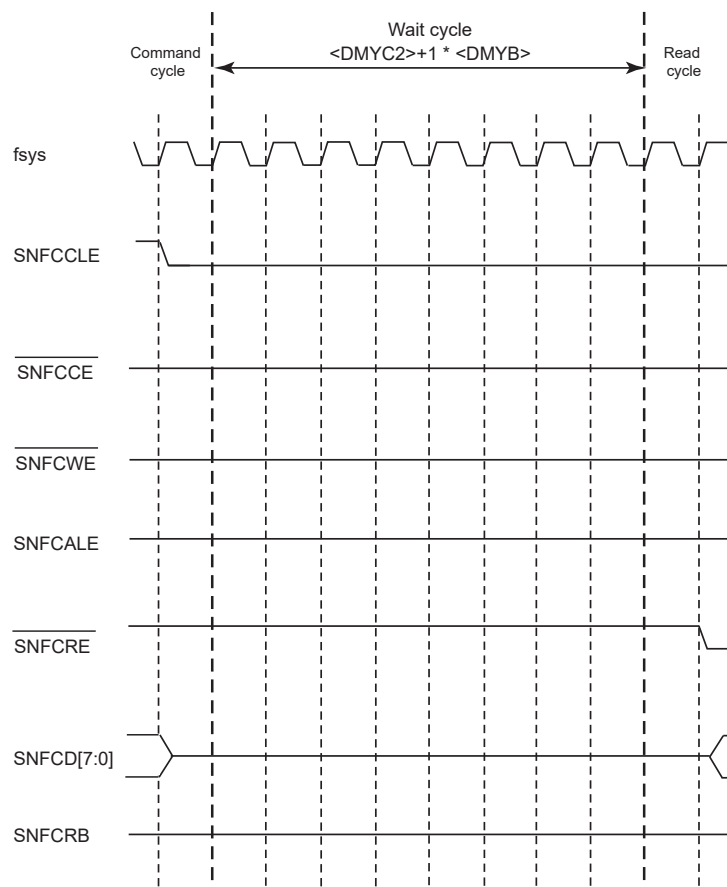 Wait cycle
<DMYC2>+1 * <DMYB>
Command
cycle
Read
cycle
fsys
SNFCCLE
SNFCCE
SNFCWE
SNFCALE
SNFCRE
SNFCD[7:0]
SNFCRB